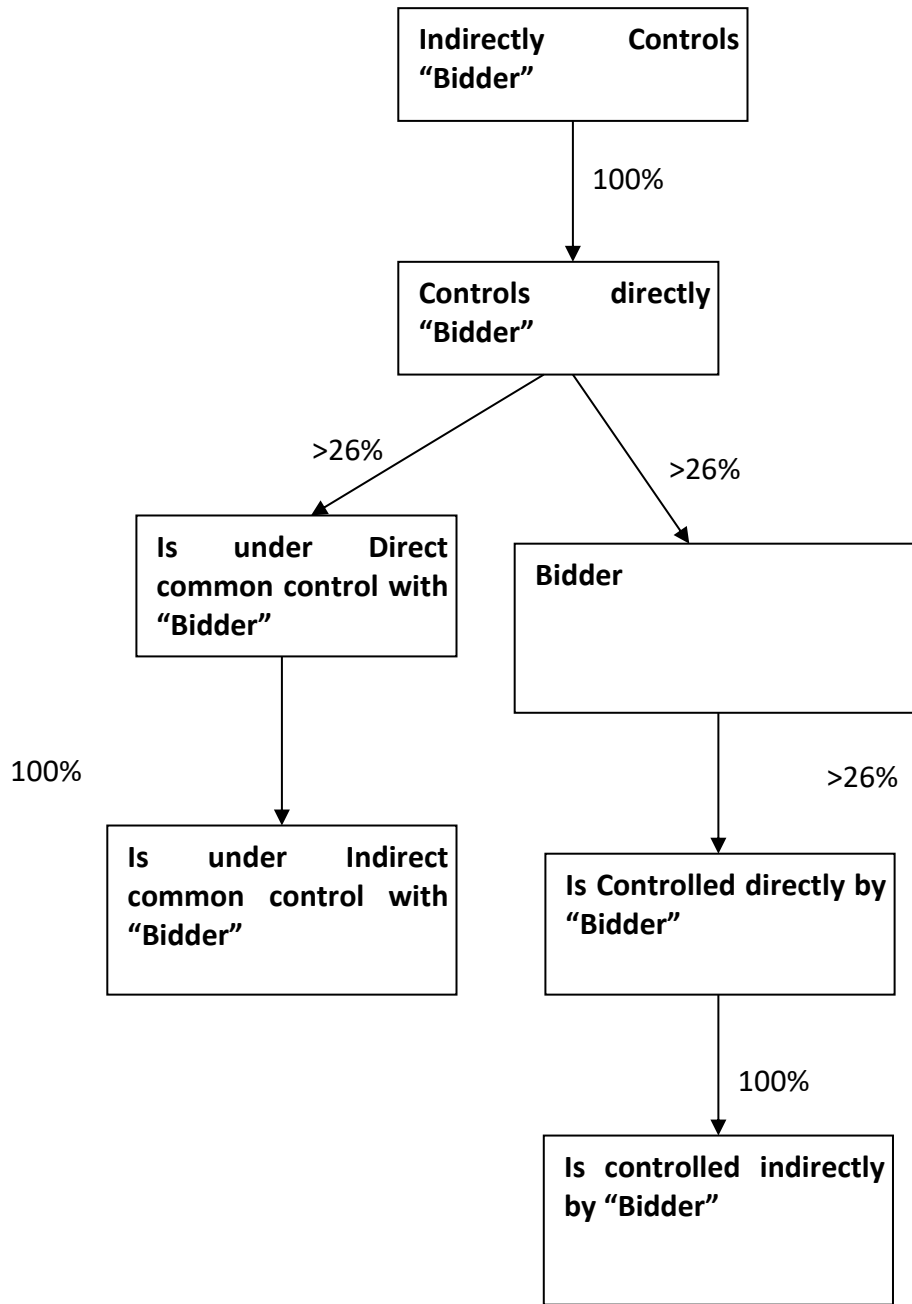 Indirectly Controls
“Bidder”
100%
Controls directly
“Bidder”
>26%
>26%
Is under Direct
common control with
“Bidder”
Bidder
100%
>26%
Is under Indirect
common control with
“Bidder”
Is Controlled directly by
“Bidder”
100%
Is controlled indirectly
by “Bidder”